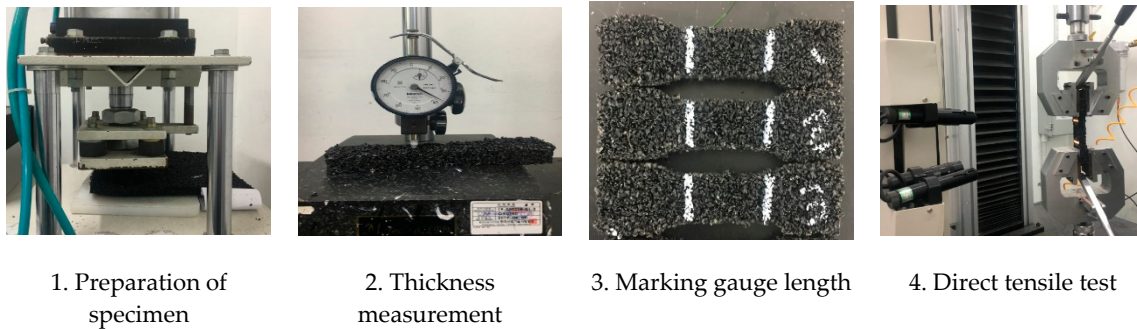 1. Preparation of
specimen
2. Thickness
measurement
3. Marking gauge length
4. Direct tensile test